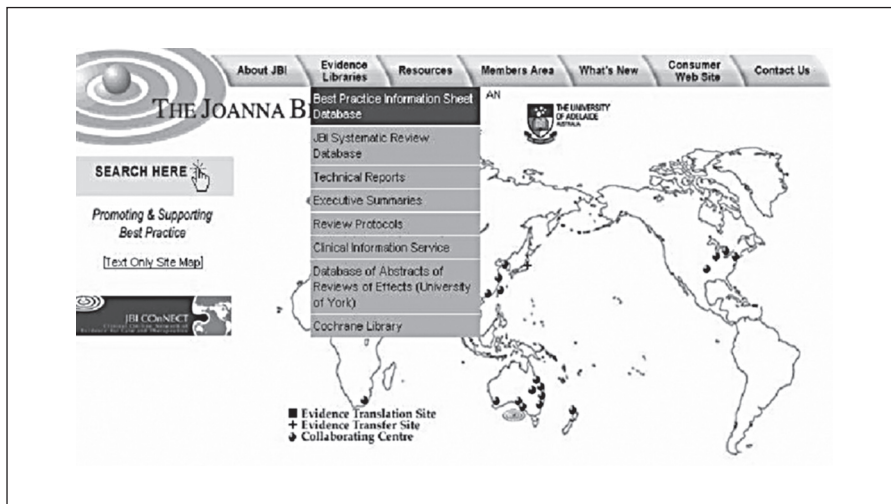 About JBI
Evidence
Libraries
Resources
Members Area
What's New
Consumer
Web Site
Contact Us
THE JOANNA B
AN
Best Practice Information Sheet
Database
JBI Systematic Review
Database
Technical Reports
Executive Summaries
Review Protocols
Clinical Information Service
Database of Abstracts of
Reviews of Effects (University
of York)
Cochrane Library
THE UNIVERSITY
OF ADELAIDE
AUSTRALIA
SEARCH HERE
Promoting & Supporting
Best Practice
[Text Only Site Map]
JBI COnNECT
Evidence Translation Site
Evidence Transfer Site
Collaborating Centre